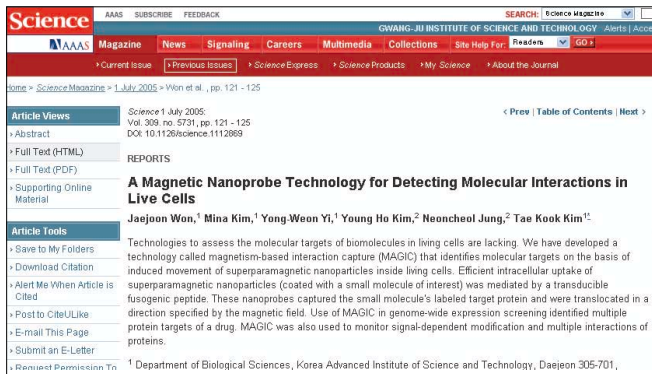 Science
AAAS SUBSCRIBE FEEDBACK
SEARCH: Science Magazine
GWANG-JU INSTITUTE OF SCIENCE AND TECHNOLOGY Alerts | Acce
AAAS
Magazine News Signaling Careers Multimedia Collections Site Help For: Readers GO
Current Issue Previous Issues Science Express Science Products My Science About the Journal
Home > Science Magazine > 1 July 2005 > Won et al. , pp. 121 - 125
Article Views
Abstract
Full Text (HTML)
Full Text (PDF)
Supporting Online
Material
Article Tools
Save to My Folders
Download Citation
Alert Me When Article is
Cited
Post to CiteULike
E-mail This Page
Submit an E-Letter
Request Permission To
Science 1 July 2005:
Vol. 309. no. 5731, pp. 121 - 125
DOI: 10.1126/science.1112869
< Prev | Table of Contents | Next >
REPORTS
A Magnetic Nanoprobe Technology for Detecting Molecular Interactions in
Live Cells
Jaejoon Won,1 Mina Kim,1 Yong-Weon Yi,1 Young Ho Kim,2 Neoncheol Jung,2 Tae Kook Kim1*
Technologies to assess the molecular targets of biomolecules in living cells are lacking. We have developed a
technology called magnetism-based interaction capture (MAGIC) that identifies molecular targets on the basis of
induced movement of superparamagnetic nanoparticles inside living cells. Efficient intracellular uptake of
superparamagnetic nanoparticles (coated with a small molecule of interest) was mediated by a transducible
fusogenic peptide. These nanoprobes captured the small molecule's labeled target protein and were translocated in a
direction specified by the magnetic field. Use of MAGIC in genome-wide expression screening identified multiple
protein targets of a drug. MAGIC was also used to monitor signal-dependent modification and multiple interactions of
proteins.
1 Department of Biological Sciences, Korea Advanced Institute of Science and Technology, Daejeon 305-701,